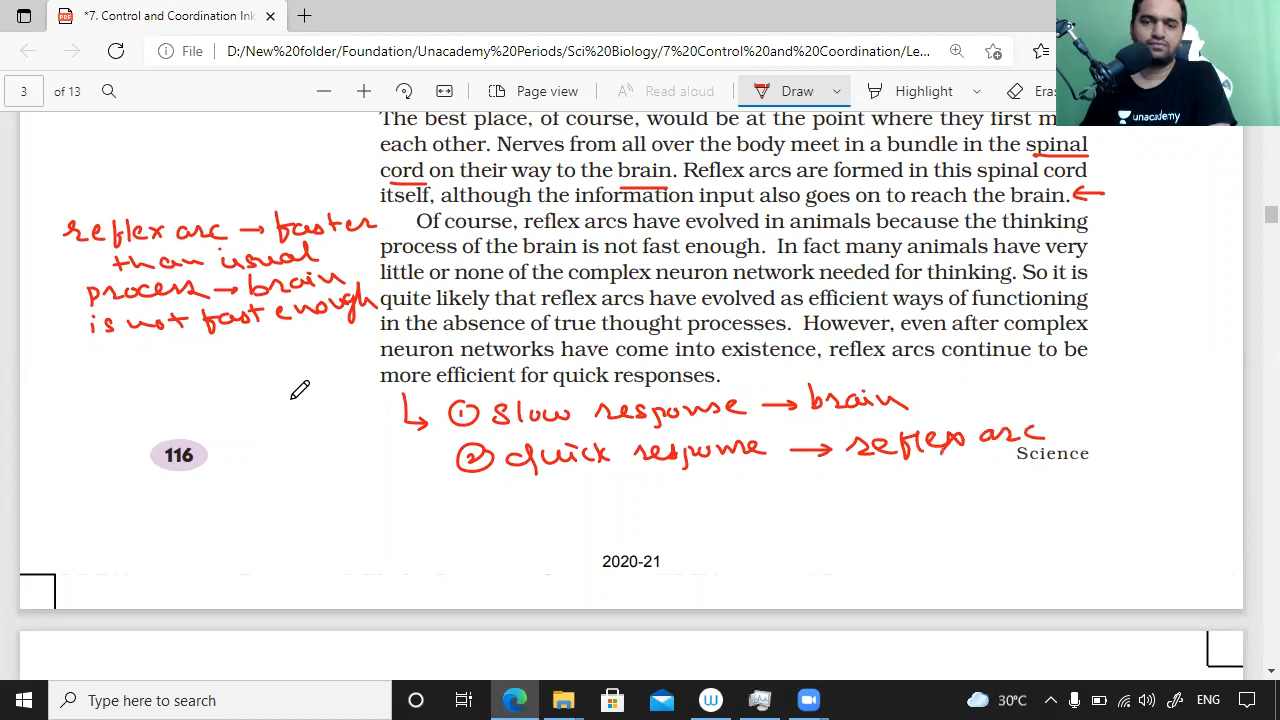 *7. Control and Coordination Ink
File
D:/New%20folder/Foundation/Unacademy%20Periods/Sci%20Biology/7%20Control%20and%20Coordination/Le...
3 of 13
Page view
Read aloud
Draw
Highlight
Eras
unacademy
The best place, of course, would be at the point where they first m
each other. Nerves from all over the body meet in a bundle in the spinal
cord on their way to the brain. Reflex arcs are formed in this spinal cord
itself, although the information input also goes on to reach the brain.
Of course, reflex arcs have evolved in animals because the thinking
process of the brain is not fast enough. In fact many animals have very
little or none of the complex neuron network needed for thinking. So it is
quite likely that reflex arcs have evolved as efficient ways of functioning
in the absence of true thought processes. However, even after complex
neuron networks have come into existence, reflex arcs continue to be
more efficient for quick responses.
reflex arc → faster
than usual
process → brain
is not fast enough
① slow response → brain
② quick response → reflex arc
116
Science
2020-21
Type here to search
30°C
ENG